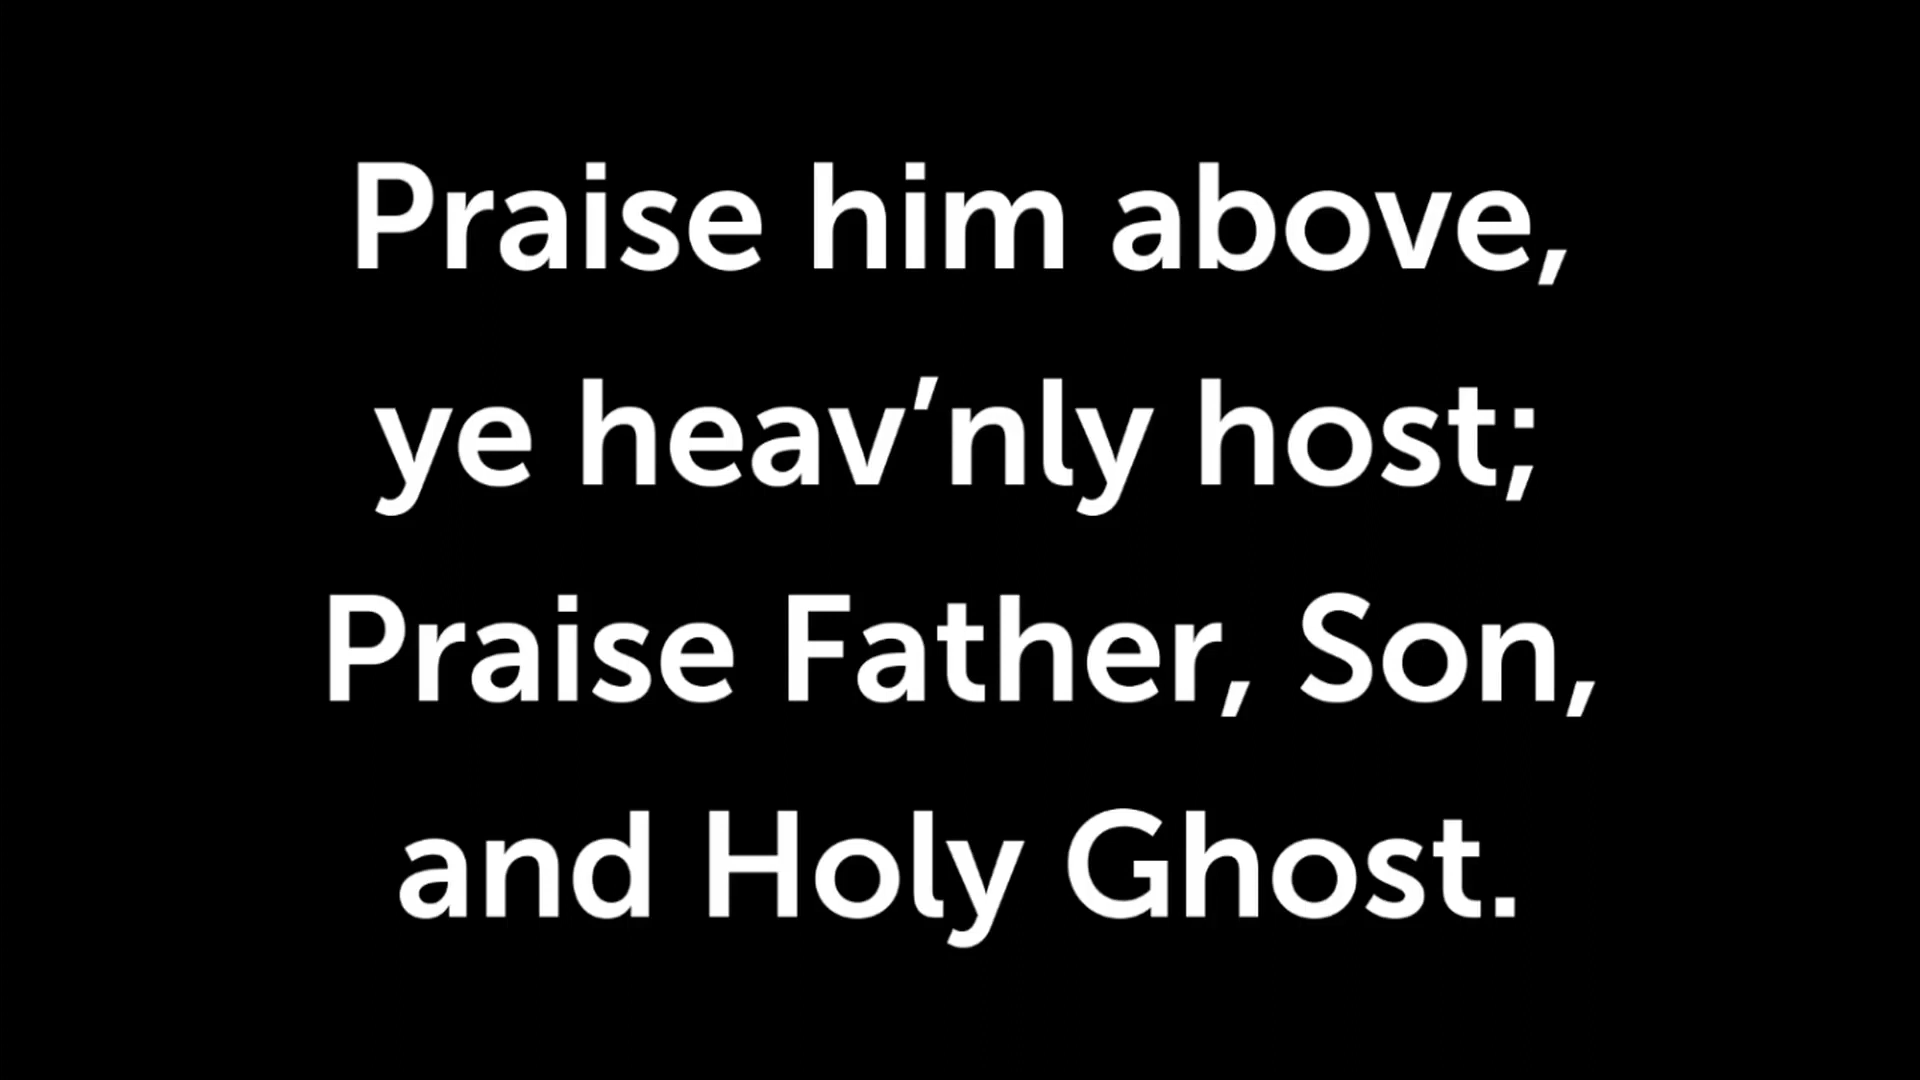 Praise him above,
ye heav’nly host;
Praise Father, Son,
and Holy Ghost.